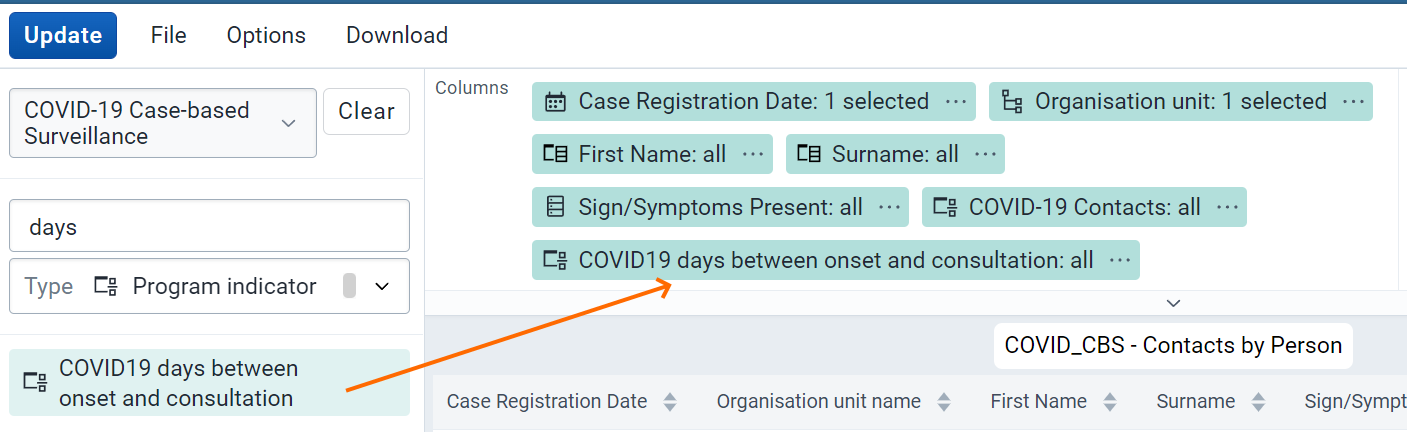 Update File Options Download
COVID-19 Case-based
Surveillance
Clear
days
Type Program indicator
COVID19 days between
onset and consultation
Columns
Case Registration Date: 1 selected ···
Organisation unit: 1 selected ···
First Name: all ···
Surname: all ···
Sign/Symptoms Present: all ···
COVID-19 Contacts: all ···
COVID19 days between onset and consultation: all ···
COVID_CBS - Contacts by Person
Case Registration Date Organisation unit name First Name Surname Sign/Sympt